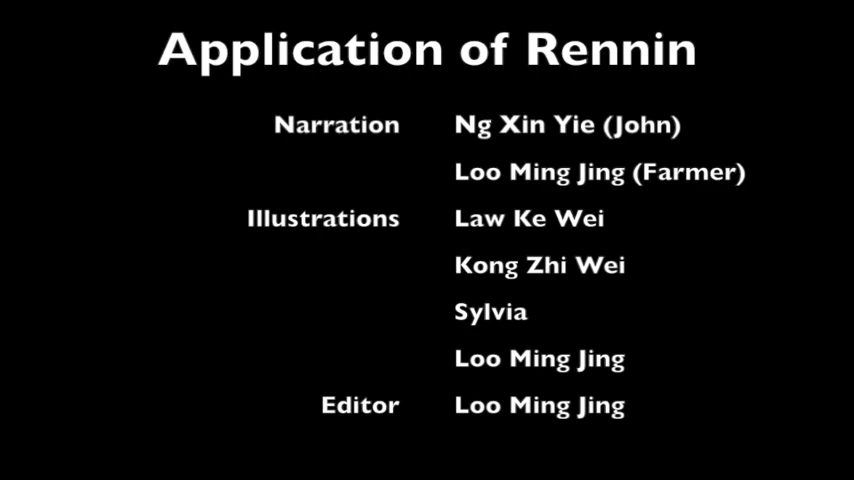 Application of Rennin
Narration Ng Xin Yie (John)
Loo Ming Jing (Farmer)
Illustrations Law Ke Wei
Kong Zhi Wei
Sylvia
Loo Ming Jing
Editor Loo Ming Jing